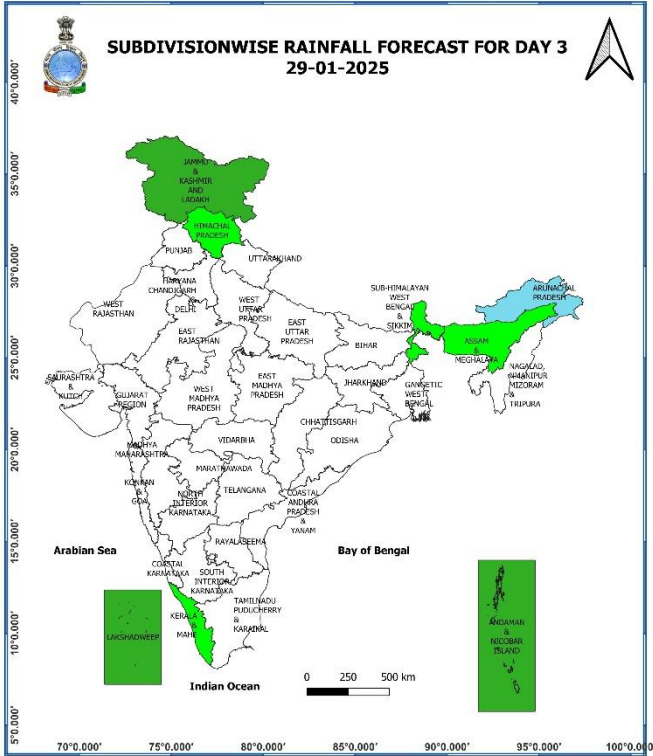 SUBDIVISIONWISE RAINFALL FORECAST FOR DAY 3
29-01-2025
40°0.000'
35°0.000'
30°0.000'
25°0.000'
20°0.000'
15°0.000'
10°0.000'
5°0.000'
JAMMU
&
KASHMIR
AND
LADAKH
HIMACHAL
PRADESH
PUNJAB
UTTARAKHAND
HARYANA
CHANDIGARH
&
DELHI
WEST
RAJASTHAN
WEST
UTTAR
PRADESH
EAST
RAJASTHAN
EAST
UTTAR
PRADESH
SUB-HIMALAYAN
WEST
BENGAL
&
SIKKIM
ARUNACHAL
PRADESH
BIHAR
ASSAM
&
MEGHALAYA
NAGALAD,
MANIPUR
MIZORAM
&
TRIPURA
SAURASHTRA
&
KUTCH
GUJARAT
REGION
WEST
MADHYA
PRADESH
EAST
MADHYA
PRADESH
JHARKHAND
GANGETIC
WEST
BENGAL
CHHATTISGARH
ODISHA
VIDARBHA
MADHYA
MAHARASHTRA
MARATHAWADA
KONKAN
&
GOA
NORTH
INTERIOR
KARNATAKA
TELANGANA
COASTAL
ANDHRA
PRADESH
&
YANAM
RAYALASEEMA
Arabian Sea
Bay of Bengal
COASTAL
KARNATAKA
SOUTH
INTERIOR
KARNATAKA
TAMILNADU
PUDUCHERRY
&
KARAIKAL
KERALA
&
MAHE
LAKSHADWEEP
ANDAMAN
&
NICOBAR
ISLAND
Indian Ocean
0 250 500 km
70°0.000' 75°0.000' 80°0.000' 85°0.000' 90°0.000' 95°0.000' 100°0.000'